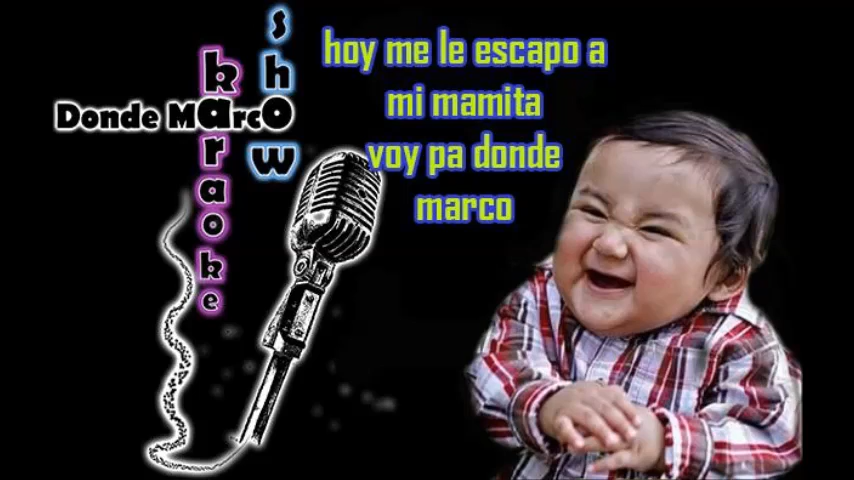 show
karaoke
Donde Marco
hoy me le escapo a
mi mamita
voy pa donde
marco